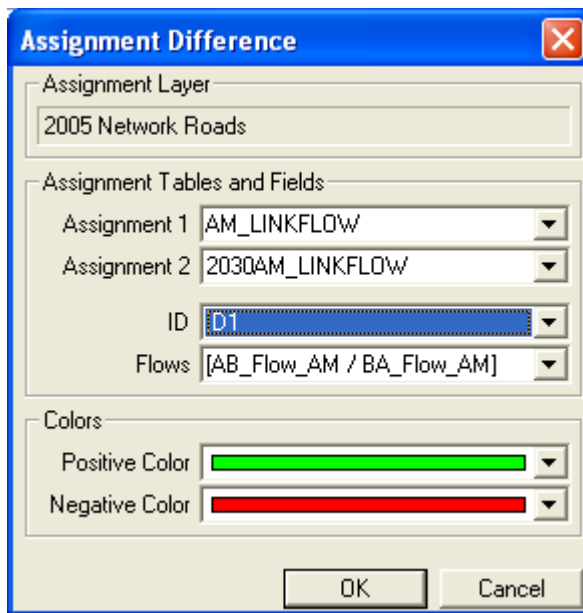 Assignment Difference
Assignment Layer
2005 Network Roads
Assignment Tables and Fields
Assignment 1 AM_LINKFLOW
Assignment 2 2030AM_LINKFLOW
ID ID1
Flows [AB_Flow_AM / BA_Flow_AM]
Colors
Positive Color
Negative Color
OK Cancel